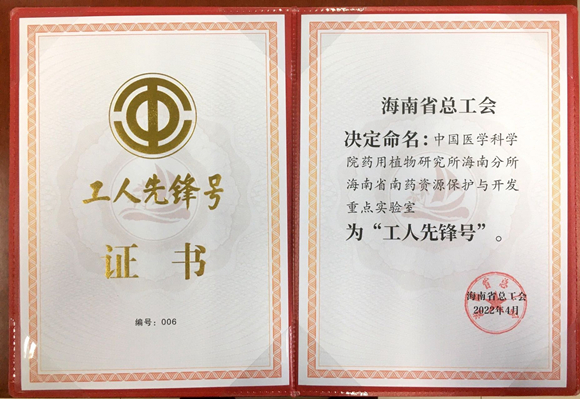 工人先锋号
证书
编号：006
海南省总工会
决定命名：中国医学科学
院药用植物研究所海南分所
海南省南药资源保护与开发
重点实验室
为“工人先锋号”。
海南省总工会
2022年4月